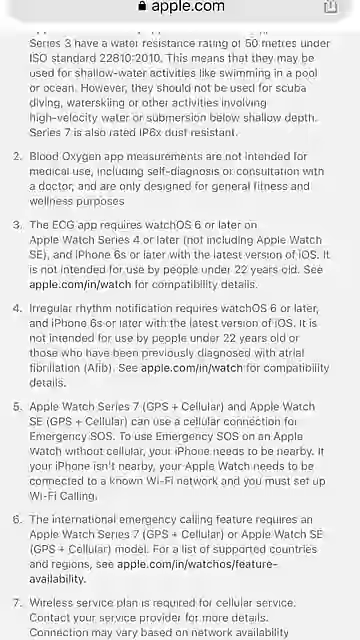 apple.com
Series 3 have a water resistance rating of 50 metres under
ISO standard 22810:2010. This means that they may be
used for shallow-water activities like swimming in a pool
or ocean. However, they should not be used for scuba
diving, waterskiing or other activities involving
high-velocity water or submersion below shallow depth.
Series 7 is also rated IP6x dust resistant.
2. Blood Oxygen app measurements are not intended for
medical use, including self-diagnosis or consultation with
a doctor, and are only designed for general fitness and
wellness purposes
3. The ECG app requires watchOS 6 or later on
Apple Watch Series 4 or later (not including Apple Watch
SE), and iPhone 6s or later with the latest version of iOS. It
is not intended for use by people under 22 years old. See
apple.com/in/watch for compatibility details.
4. Irregular rhythm notification requires watchOS 6 or later,
and iPhone 6s or later with the latest version of iOS. It is
not intended for use by people under 22 years old or
those who have been previously diagnosed with atrial
fibrillation (Afib). See apple.com/in/watch for compatibility
details.
5. Apple Watch Series 7 (GPS + Cellular) and Apple Watch
SE (GPS + Cellular) can use a cellular connection for
Emergency SOS. To use Emergency SOS on an Apple
Watch without cellular, your iPhone needs to be nearby. If
your iPhone isn't nearby, your Apple Watch needs to be
connected to a known Wi-Fi network and you must set up
Wi-Fi Calling.
6. The international emergency calling feature requires an
Apple Watch Series 7 (GPS + Cellular) or Apple Watch SE
(GPS + Cellular) model. For a list of supported countries
and regions, see apple.com/in/watchos/feature-
availability.
7. Wireless service plan is required for cellular service.
Contact your service provider for more details.
Connection may vary based on network availability